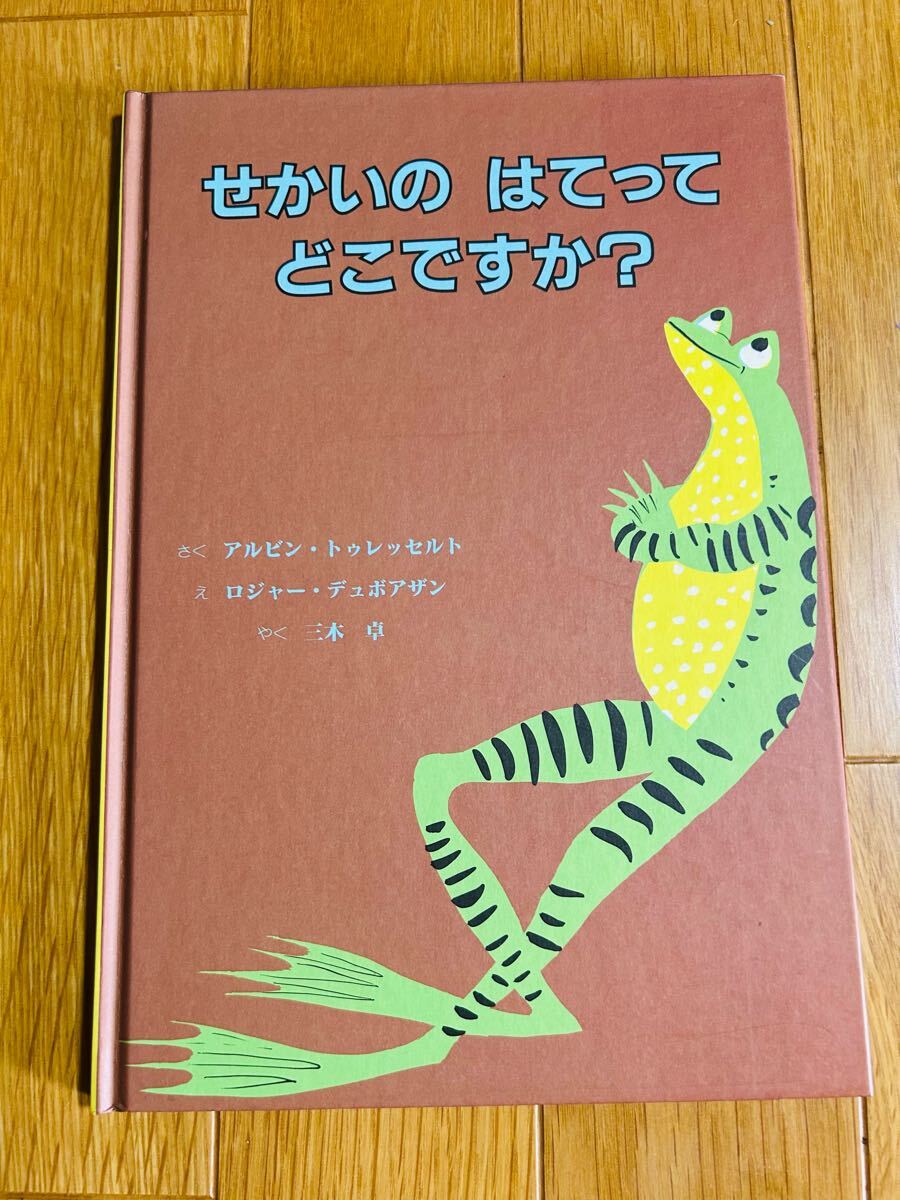 せかいの はてって
どこですか？
さく アルビン・トゥレッセルト
え ロジャー・デュボアザン
やく 三木 卓